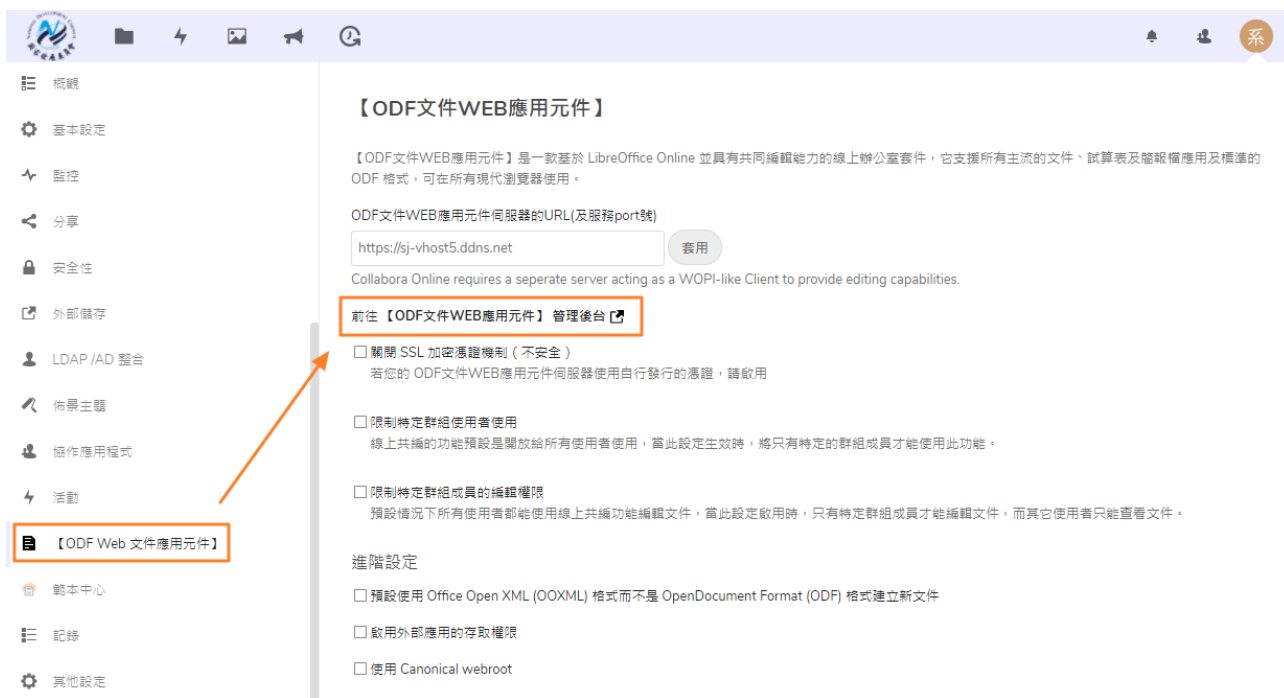 系
概觀
基本設定
監控
分享
安全性
外部儲存
LDAP /AD 整合
佈景主題
協作應用程式
活動
【ODF Web 文件應用元件】
範本中心
記錄
其他設定
【ODF文件WEB應用元件】
【ODF文件WEB應用元件】是一款基於 LibreOffice Online 並具有共同編輯能力的線上辦公室套件，它支援所有主流的文件、試算表及簡報檔應用及標準的
ODF 格式，可在所有現代瀏覽器使用。
ODF文件WEB應用元件伺服器的URL(及服務port號)
https://sj-vhost5.ddns.net
套用
Collabora Online requires a seperate server acting as a WOPI-like Client to provide editing capabilities.
前往【ODF文件WEB應用元件】 管理後台
關閉 SSL 加密憑證機制 ( 不安全 )
若您的 ODF文件WEB應用元件伺服器使用自行發行的憑證，請啟用
限制特定群組使用者使用
線上共編的功能預設是開放給所有使用者使用，當此設定生效時，將只有特定的群組成員才能使用此功能。
限制特定群組成員的編輯權限
預設情況下所有使用者都能使用線上共編功能編輯文件，當此設定啟用時，只有特定群組成員才能編輯文件，而其它使用者只能查看文件。
進階設定
預設使用 Office Open XML (OOXML) 格式而不是 OpenDocument Format (ODF) 格式建立新文件
啟用外部應用的存取權限
使用 Canonical webroot